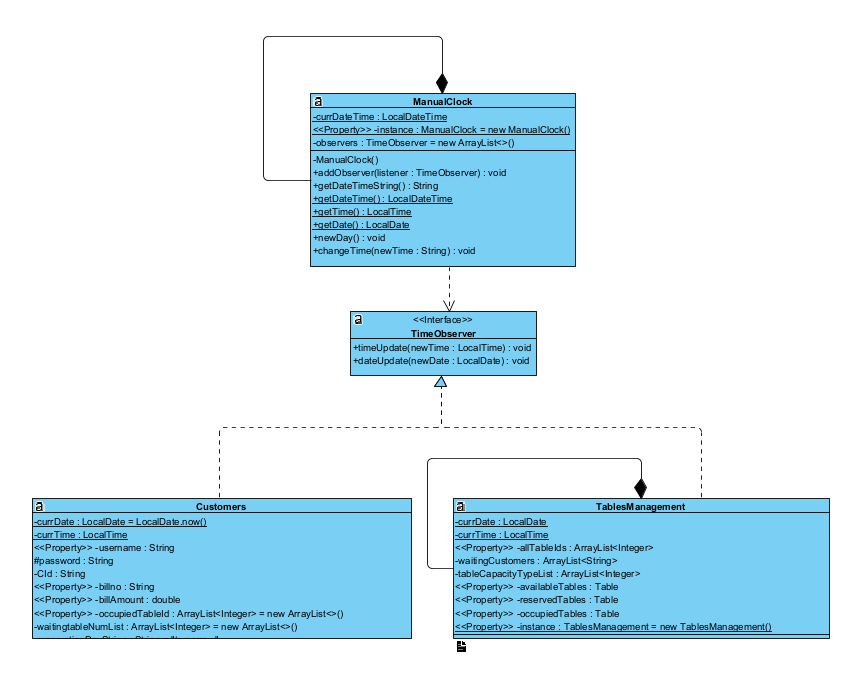 a
ManualClock
-currDateTime : LocalDateTime
<<Property>> -instance : ManualClock = new ManualClock()
-observers : TimeObserver = new ArrayList<>()
-ManualClock()
+addObserver(listener : TimeObserver) : void
+getDateTimeString() : String
+getDateTime() : LocalDateTime
+getTime() : LocalTime
+getDate() : LocalDate
+newDay() : void
+changeTime(newTime : String) : void
a
<<Interface>>
TimeObserver
+timeUpdate(newTime : LocalTime) : void
+dateUpdate(newDate : LocalDate) : void
a
Customers
-currDate : LocalDate = LocalDate.now()
-currTime : LocalTime
<<Property>> -username : String
#password : String
-CId : String
<<Property>> -billno : String
<<Property>> -billAmount : double
<<Property>> -occupiedTableId : ArrayList<Integer> = new ArrayList<>()
-waitingtableNumList : ArrayList<Integer> = new ArrayList<>()
a
TablesManagement
-currDate : LocalDate
-currTime : LocalTime
<<Property>> -allTableIds : ArrayList<Integer>
-waitingCustomers : ArrayList<String>
-tableCapacityTypeList : ArrayList<Integer>
<<Property>> -availableTables : Table
<<Property>> -reservedTables : Table
<<Property>> -occupiedTables : Table
<<Property>> -instance : TablesManagement = new TablesManagement()